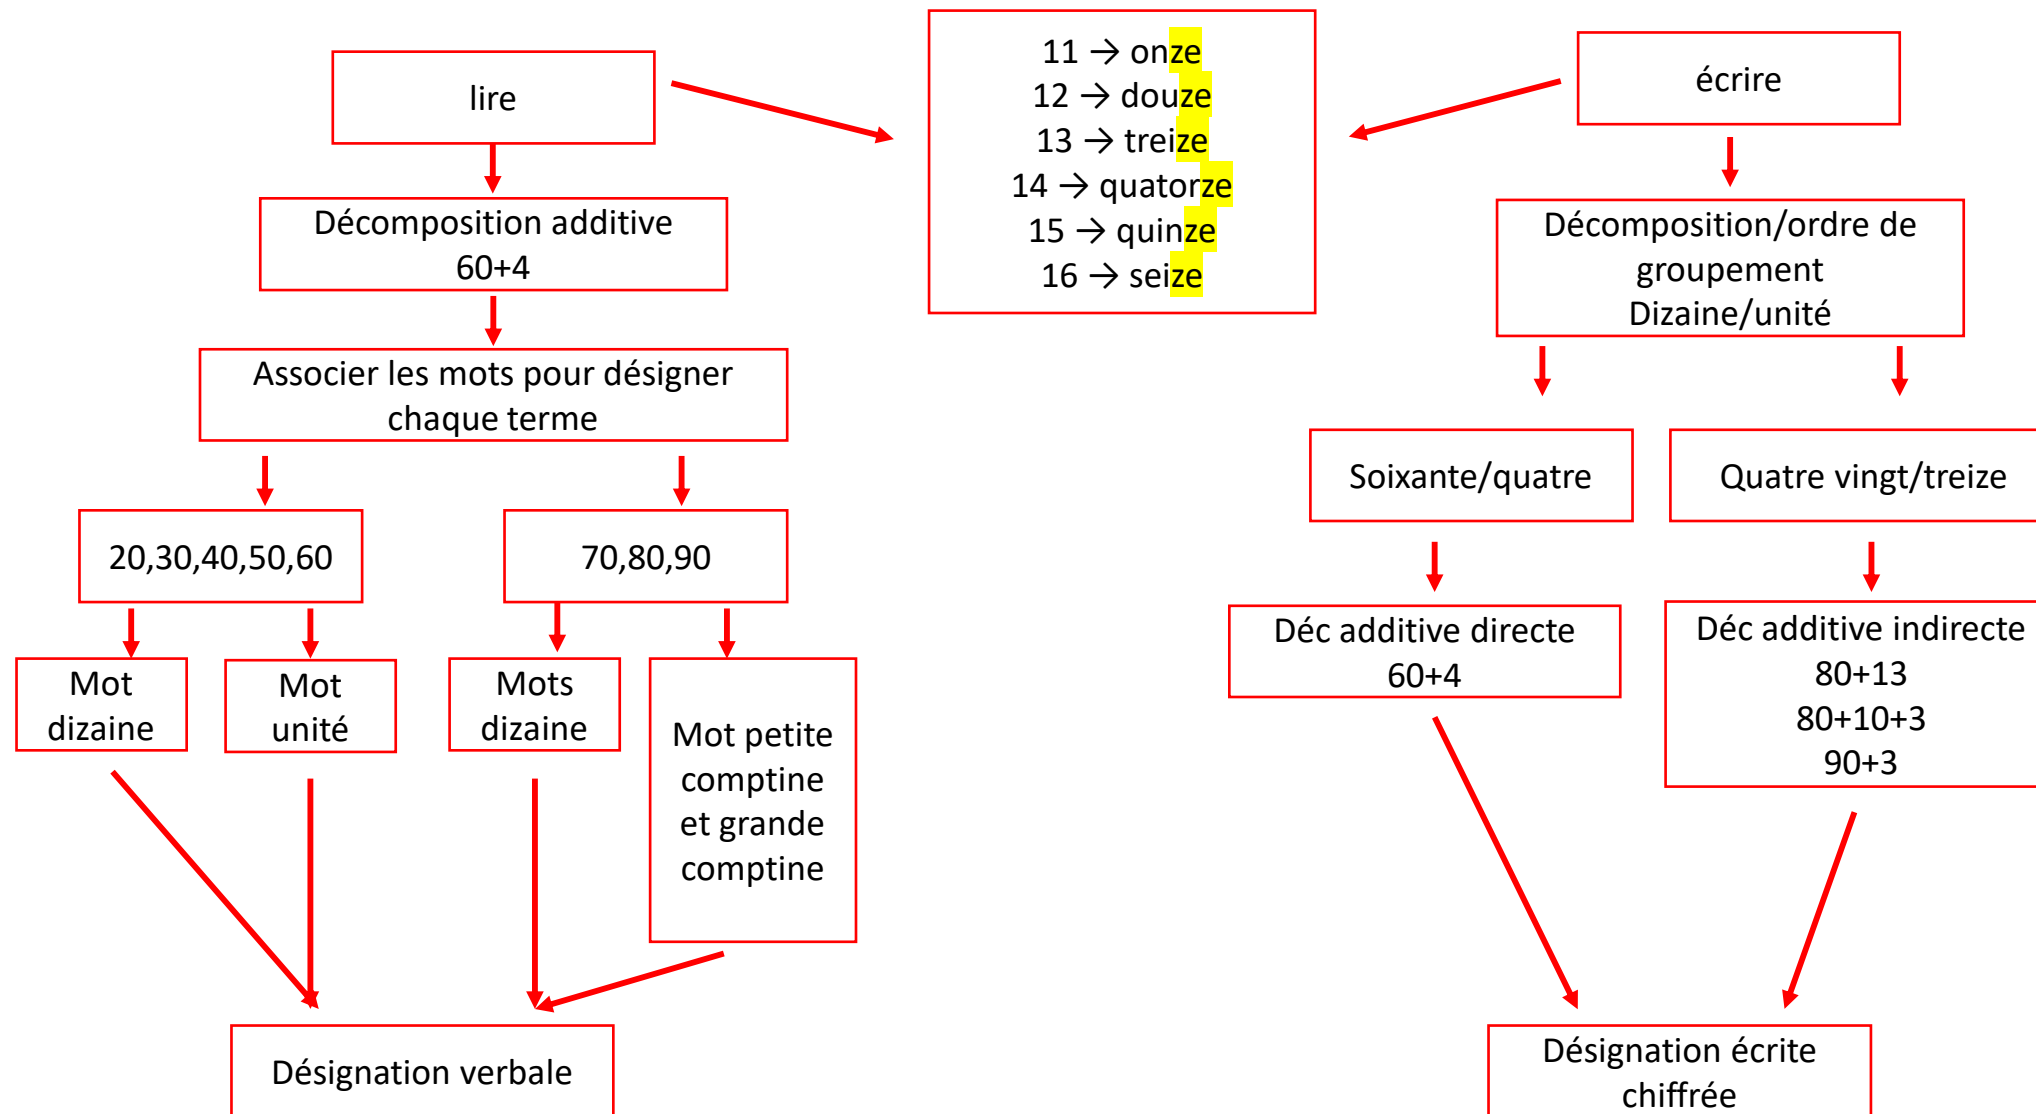 lire
11 → onze
12 → douze
13 → treize
14 → quatorze
15 → quinze
16 → seize
écrire
Décomposition additive
60+4
Décomposition/ordre de
groupement
Dizaine/unité
Associer les mots pour désigner
chaque terme
Soixante/quatre
Quatre vingt/treize
20,30,40,50,60
70,80,90
Déc additive directe
60+4
Déc additive indirecte
80+13
80+10+3
90+3
Mot
dizaine
Mot
unité
Mots
dizaine
Mot petite
comptine
et grande
comptine
Désignation verbale
Désignation écrite
chiffrée